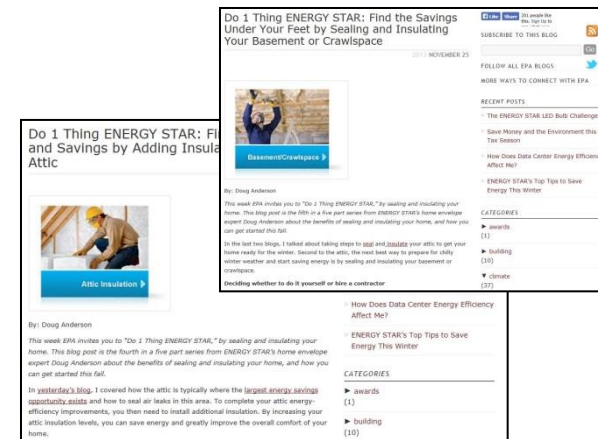 Do 1 Thing ENERGY STAR: Find the Savings
Under Your Feet by Sealing and Insulating
Your Basement or Crawlspace
2013 NOVEMBER 25
Basement/Crawlspace
By: Doug Anderson
This week EPA invites you to "Do 1 Thing ENERGY STAR," by sealing and insulating your
home. This blog post is the fifth in a five part series from ENERGY STAR's home envelope
expert Doug Anderson about the benefits of sealing and insulating your home, and how you
can get started this fall.
In the last two blogs, I talked about taking steps to seal and insulate your attic to get your
home ready for the winter. Second to the attic, the next best way to prepare for chilly
winter weather and start saving energy is by sealing and insulating your basement or
crawlspace.
Deciding whether to do it yourself or hire a contractor
Like Share 201 people like
this. Sign Up to
SUBSCRIBE TO THIS BLOG
Go
FOLLOW ALL EPA BLOGS
MORE WAYS TO CONNECT WITH EPA
RECENT POSTS
The ENERGY STAR LED Bulb Challenge
Save Money and the Environment this
Tax Season
How Does Data Center Energy Efficien
Affect Me?
ENERGY STAR's Top Tips to Save
Energy This Winter
CATEGORIES
awards
(1)
building
(10)
climate
(37)
Do 1 Thing ENERGY STAR: Fi
and Savings by Adding Insula
Attic
Attic Insulation
By: Doug Anderson
This week EPA invites you to "Do 1 Thing ENERGY STAR," by sealing and insulating your
home. This blog post is the fourth in a five part series from ENERGY STAR's home envelope
expert Doug Anderson about the benefits of sealing and insulating your home, and how you
can get started this fall.
In yesterday's blog, I covered how the attic is typically where the largest energy savings
opportunity exists and how to seal air leaks in this area. To complete your attic energy-
efficiency improvements, you then need to install additional insulation. By increasing your
attic insulation levels, you can save energy and greatly improve the overall comfort of your
home.
How Does Data Center Energy Efficiency
Affect Me?
ENERGY STAR's Top Tips to Save
Energy This Winter
CATEGORIES
awards
(1)
building
(10)